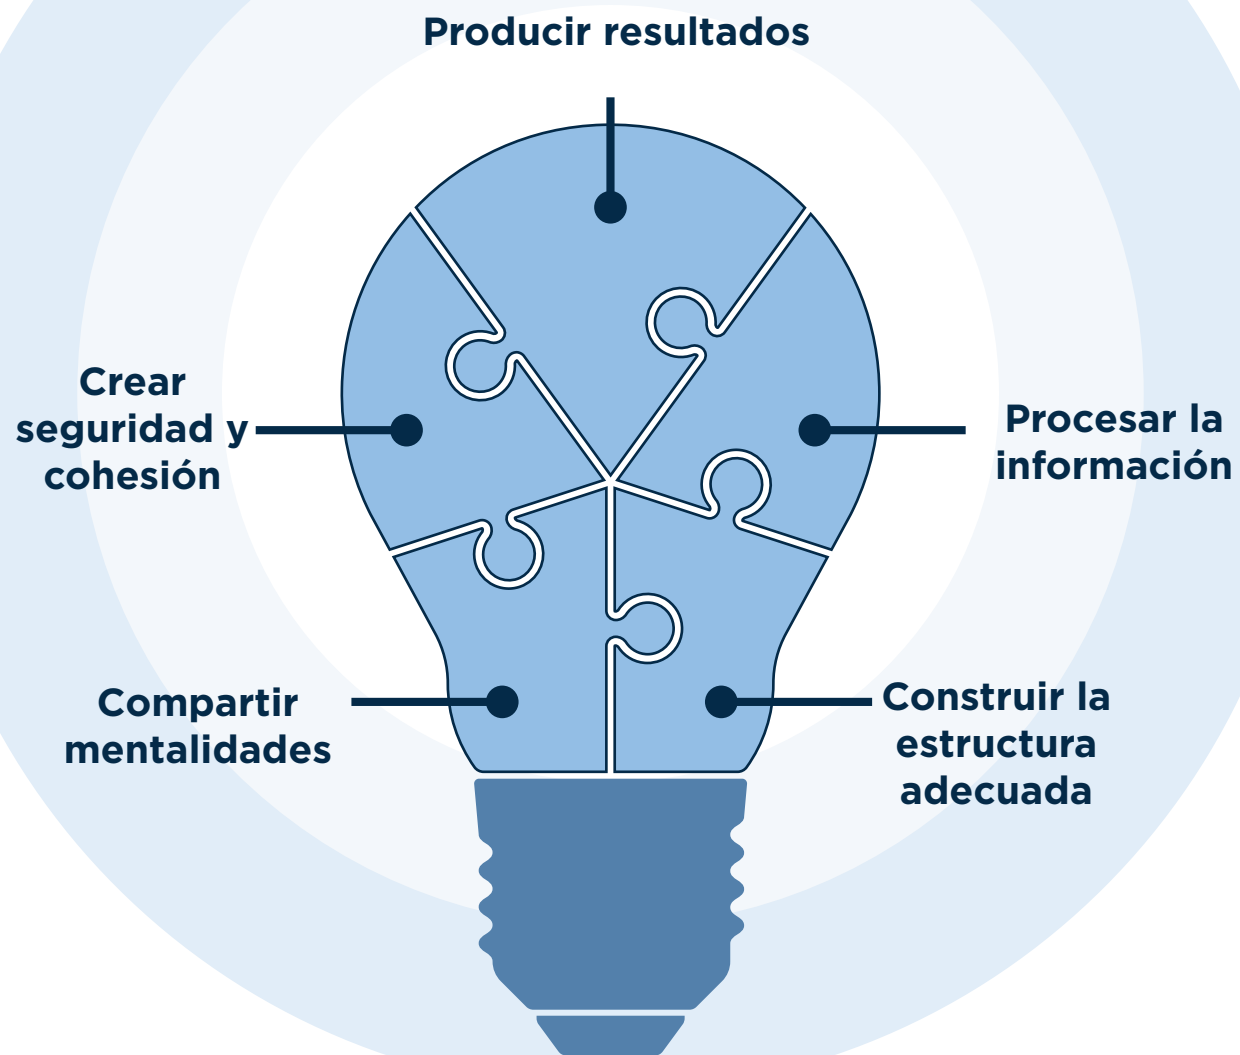 Producir resultados
Crear
seguridad y
cohesión
Procesar la
información
Compartir
mentalidades
Construir la
estructura
adecuada